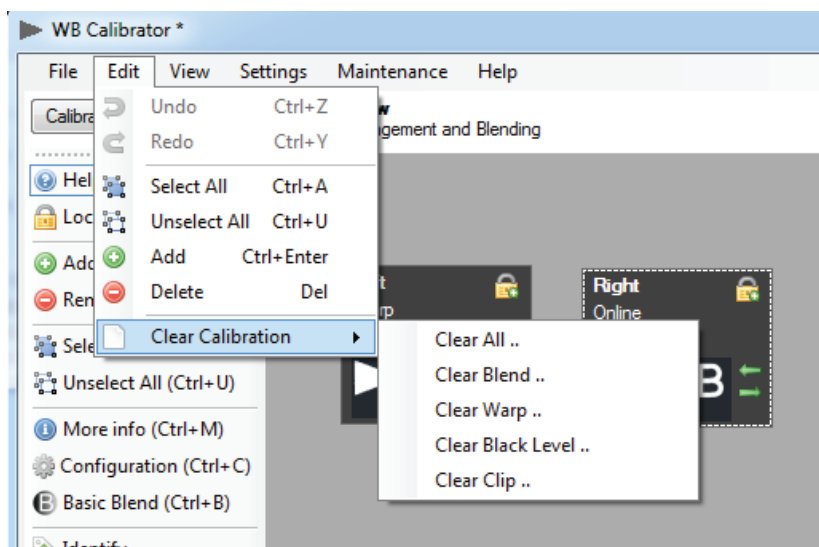 WB Calibrator *
File Edit View Settings Maintenance Help
Undo Ctrl+Z
Redo Ctrl+Y
Select All Ctrl+A
Unselect All Ctrl+U
Add Ctrl+Enter
Delete Del
Clear Calibration
Clear All ..
Clear Blend ..
Clear Warp ..
Clear Black Level ..
Clear Clip ..
and Blending
Unselect All (Ctrl+U)
More info (Ctrl+M)
Configuration (Ctrl+C)
B Basic Blend (Ctrl+B)
Right
Online
B